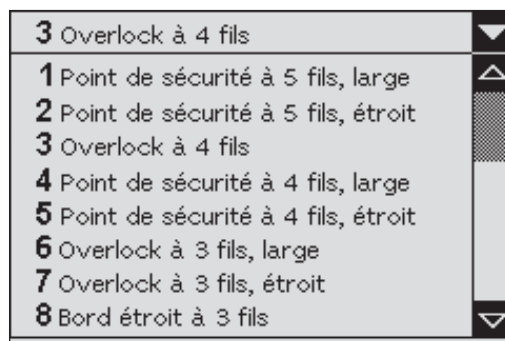 3 Overlock à 4 fils
1 Point de sécurité à 5 fils, large
2 Point de sécurité à 5 fils, étroit
3 Overlock à 4 fils
4 Point de sécurité à 4 fils, large
5 Point de sécurité à 4 fils, étroit
6 Overlock à 3 fils, large
7 Overlock à 3 fils, étroit
8 Bord étroit à 3 fils